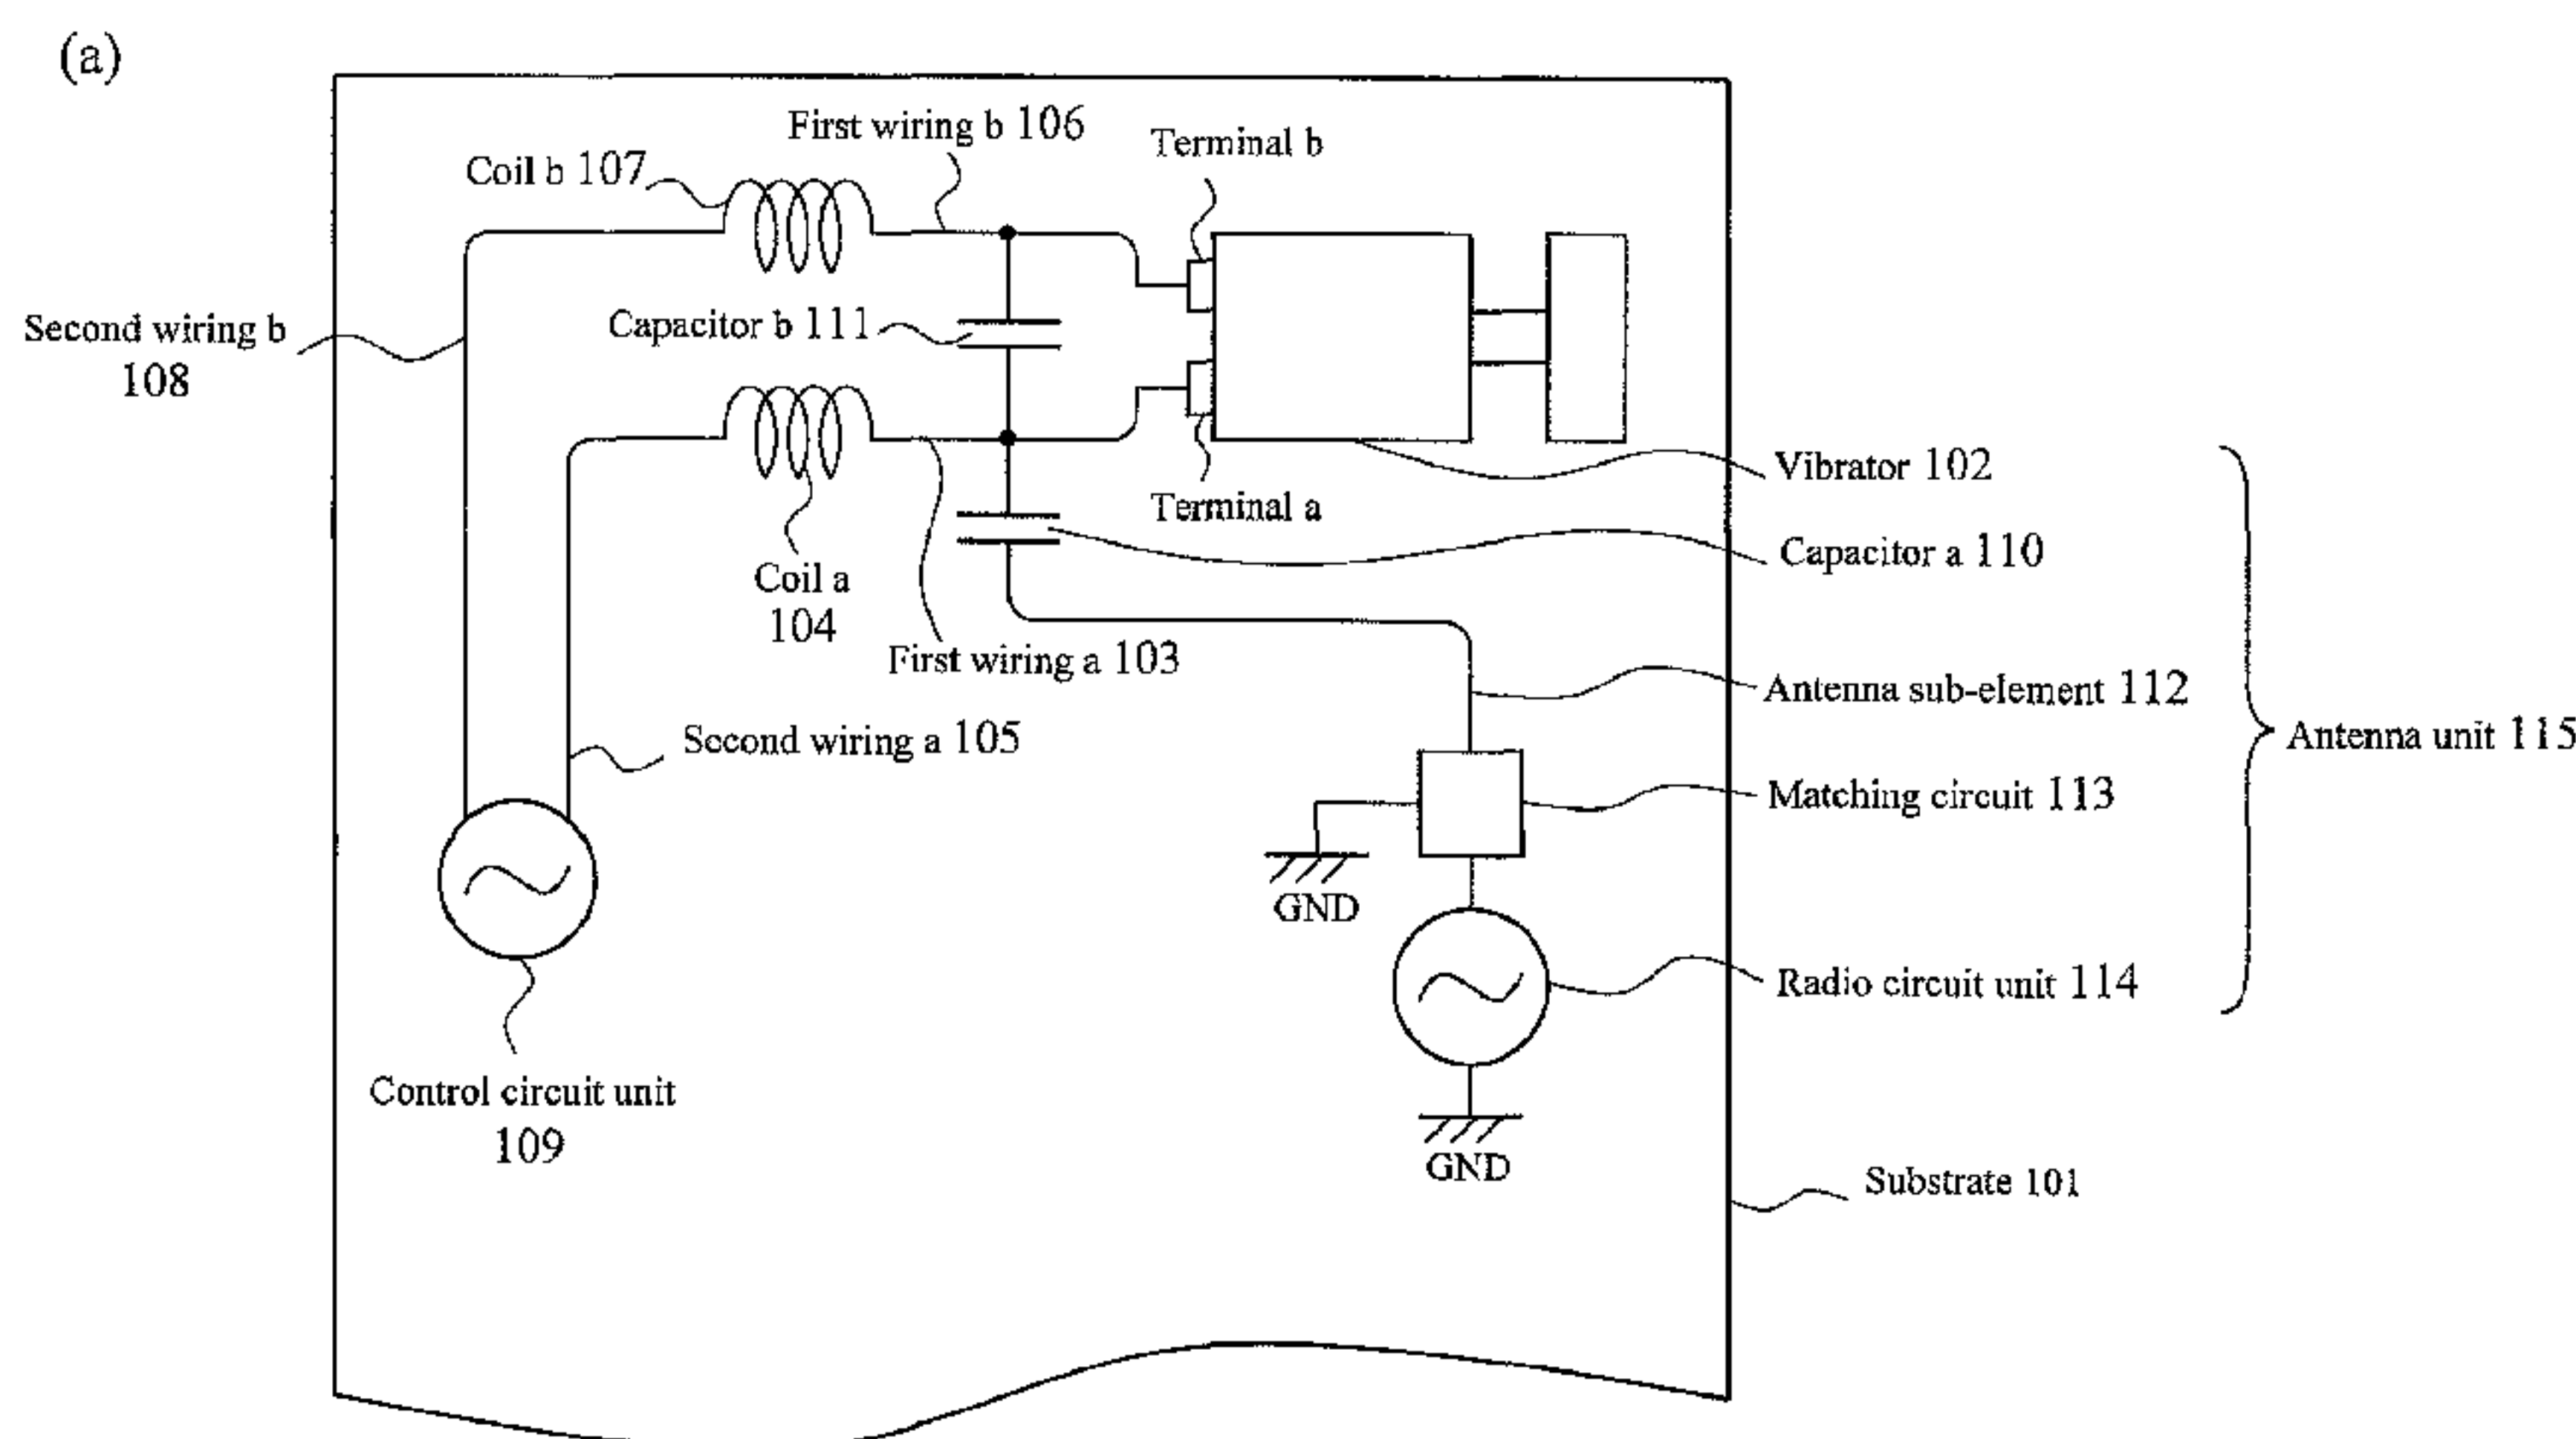 (a)
First wiring b 106
Terminal b
Coil b 107
Second wiring b
108
Capacitor b 111
Vibrator 102
Terminal a
Capacitor a 110
Coil a
104
First wiring a 103
Antenna sub-element 112
Second wiring a 105
Antenna unit 115
Matching circuit 113
GND
Radio circuit unit 114
Control circuit unit
109
GND
Substrate 101